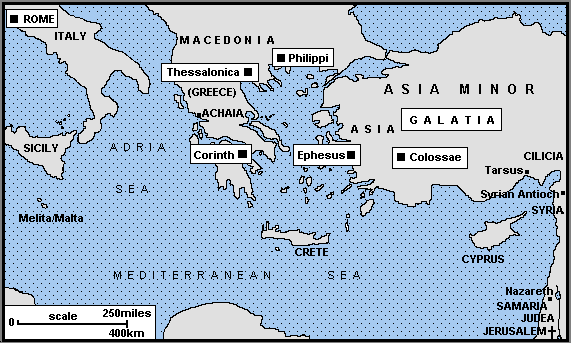 ROME
ITALY
MACEDONIA
Philippi
Thessalonica
(GREECE)
ASIA MINOR
ACHAIA
GALATIA
ASIA
SICILY
ADRIA
SEA
Corinth
Ephesus
Colossae
CILICIA
Tarsus
Syrian Antioch
SYRIA
Melita/Malta
CRETE
CYPRUS
MEDITERRANEAN SEA
Nazareth
SAMARIA
JUDEA
JERUSALEM
scale 250miles
0
400km